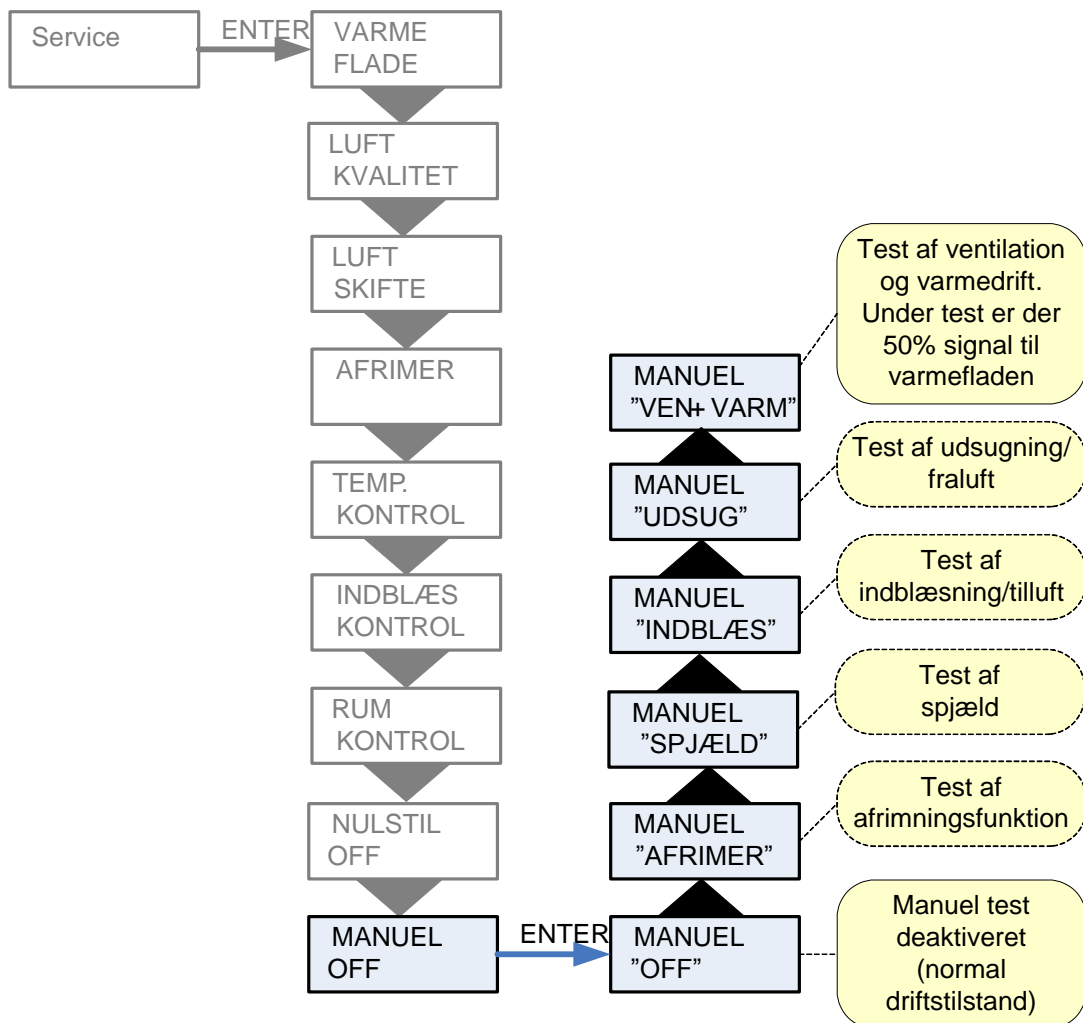 Service
ENTER
VARME
FLADE
LUFT
KVALITET
LUFT
SKIFTE
AFRIMER
TEMP.
KONTROL
INDBLÆS
KONTROL
RUM
KONTROL
NULSTIL
OFF
MANUEL
OFF
ENTER
MANUEL
"OFF"
Manuel test
deaktiveret
(normal
driftstilstand)
MANUEL
"AFRIMER"
Test af
afrimningsfunktion
MANUEL
"SPJÆLD"
Test af
spjæld
MANUEL
"INDBLÆS"
Test af
indblæsning/tilluft
MANUEL
"UDSUG"
Test af udsugning/
fraluft
MANUEL
"VEN+ VARM"
Test af ventilation
og varmedrift.
Under test er der
50% signal til
varmefladen